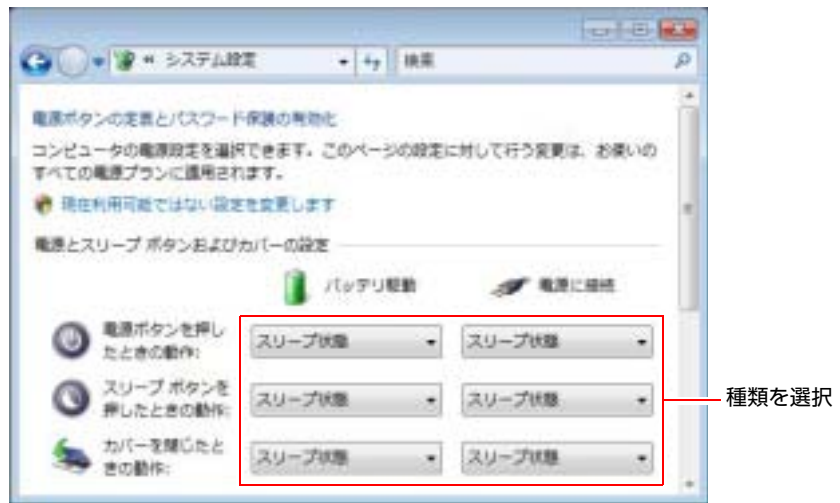 « システム設定
検索
電源ボタンの定義とパスワード保護の有効化
コンピュータの電源設定を選択できます。このページの設定に対して行う変更は、お使いの
すべての電源プランに適用されます。
現在利用可能ではない設定を変更します
電源とスリープ ボタンおよびカバーの設定
バッテリ駆動
電源に接続
電源ボタンを押し
たときの動作:
スリープ状態
スリープ状態
スリープ ボタンを
押したときの動作:
スリープ状態
スリープ状態
カバーを閉じたと
きの動作:
スリープ状態
スリープ状態
種類を選択